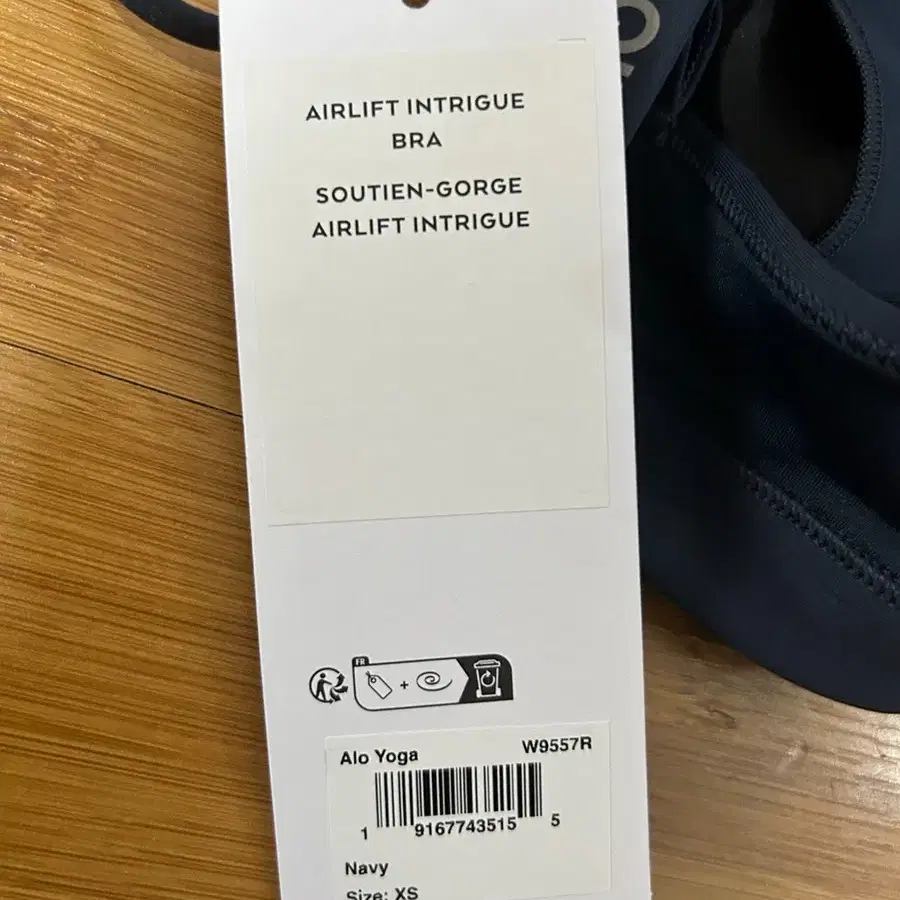 AIRLIFT INTRIGUE
BRA
SOUTIEN-GORGE
AIRLIFT INTRIGUE
FR
+
Alo Yoga W9557R
1 9167743515 5
Navy
Size: XS